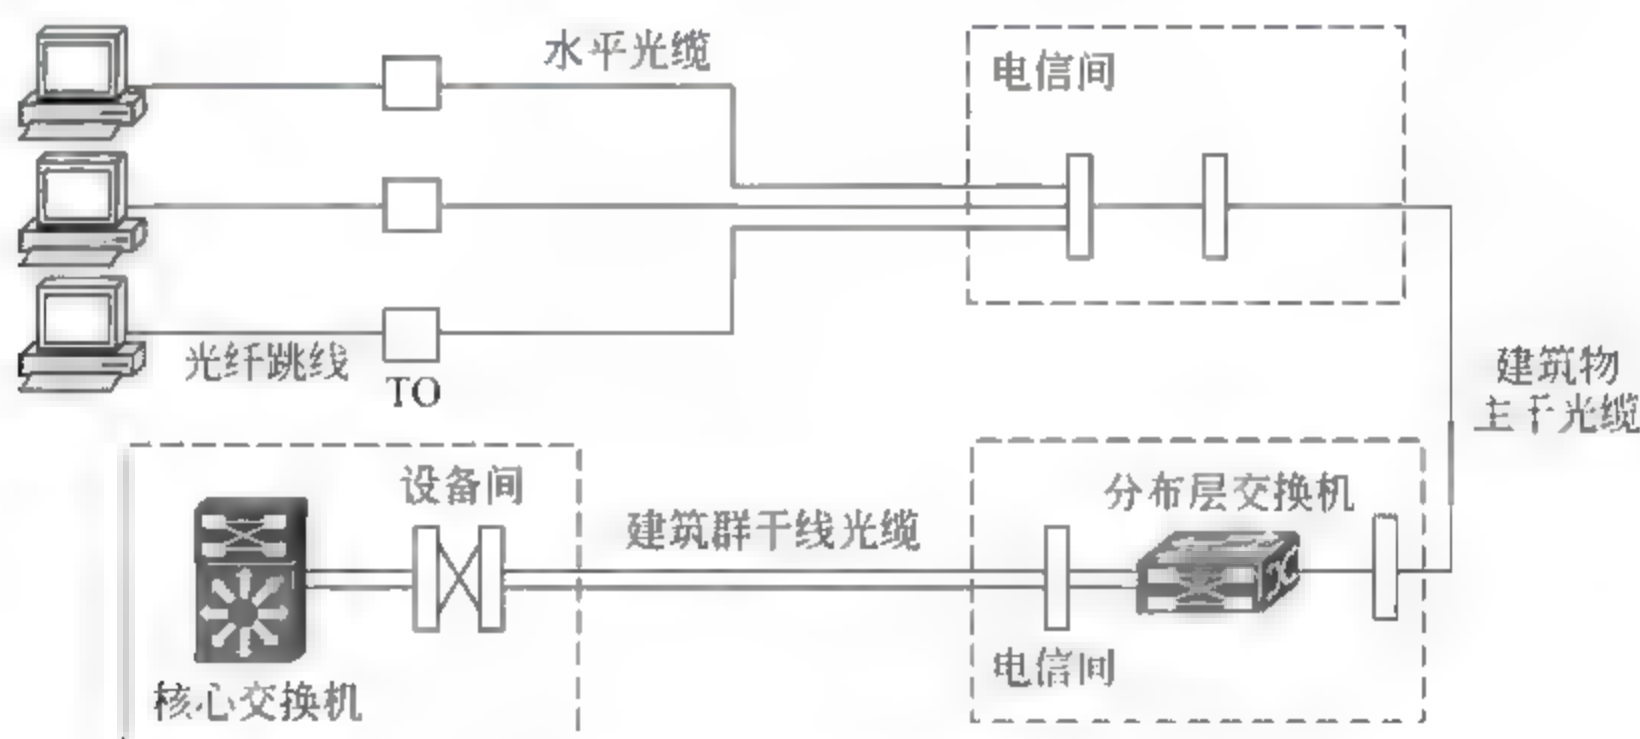 水平光缆
电信间
光纤跳线
TO
建筑物
主干光缆
设备间
建筑群干线光缆
分布层交换机
电信间
核心交换机